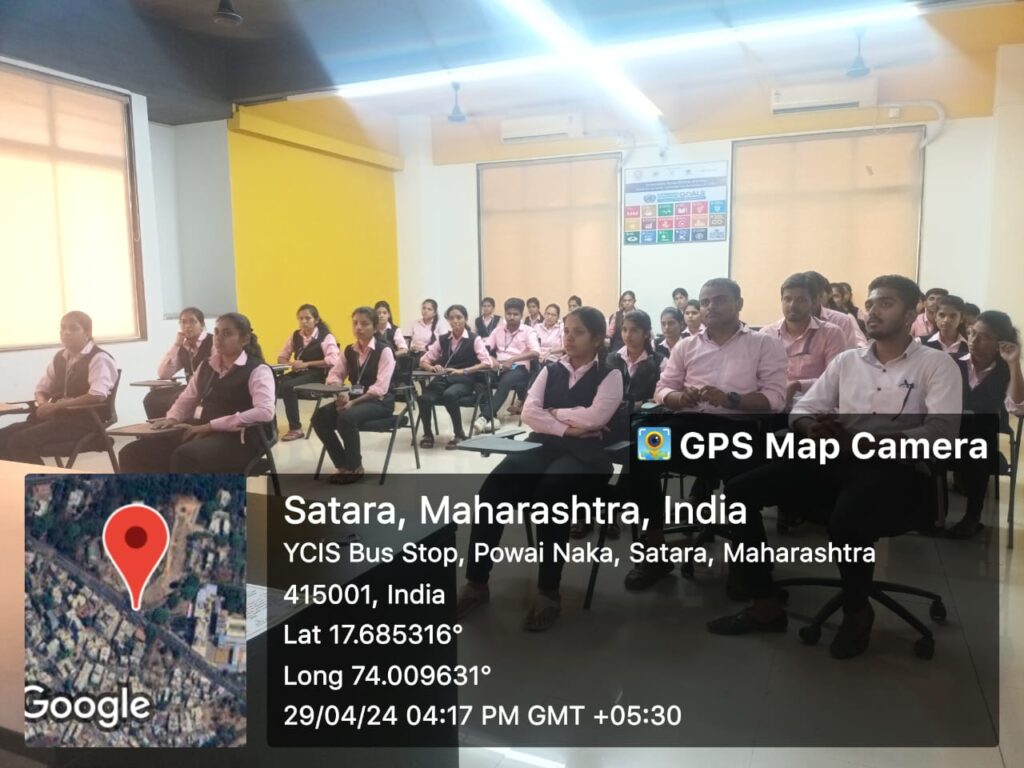 GOALS
GPS Map Camera
Satara, Maharashtra, India
YCIS Bus Stop, Powai Naka, Satara, Maharashtra
415001, India
Lat 17.685316°
Long 74.009631°
29/04/24 04:17 PM GMT +05:30
Google